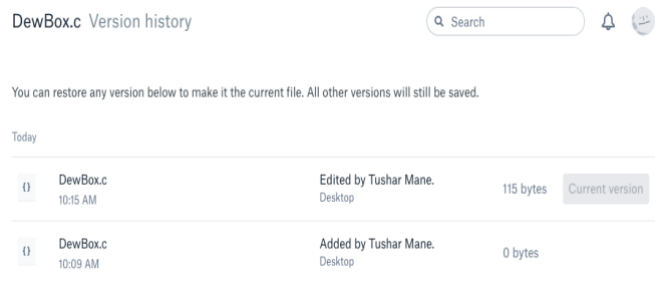 DewBox.c Version history
Search
You can restore any version below to make it the current file. All other versions will still be saved.
Today
{} DewBox.c Edited by Tushar Mane. 115 bytes Current version
10:15 AM Desktop
{} DewBox.c Added by Tushar Mane. 0 bytes
10:09 AM Desktop